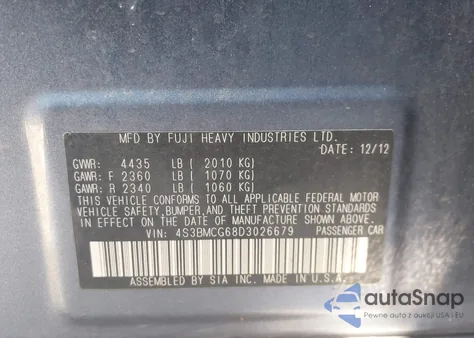 MFD BY FUJI HEAVY INDUSTRIES LTD.
DATE: 12/12
GVWR: 4435 LB ( 2010 KG)
GAWR: F 2360 LB ( 1070 KG)
GAWR: R 2340 LB ( 1060 KG)
THIS VEHICLE CONFORMS TO ALL APPLICABLE FEDERAL MOTOR
VEHICLE SAFETY, BUMPER, AND THEFT PREVENTION STANDARDS
IN EFFECT ON THE DATE OF MANUFACTURE SHOWN ABOVE.
VIN: 4S3BMCG68D3026679 PASSENGER CAR
ASSEMBLED BY SIA INC. MADE IN U.S.A.
autoSnap
Pewne auto z USA i EU